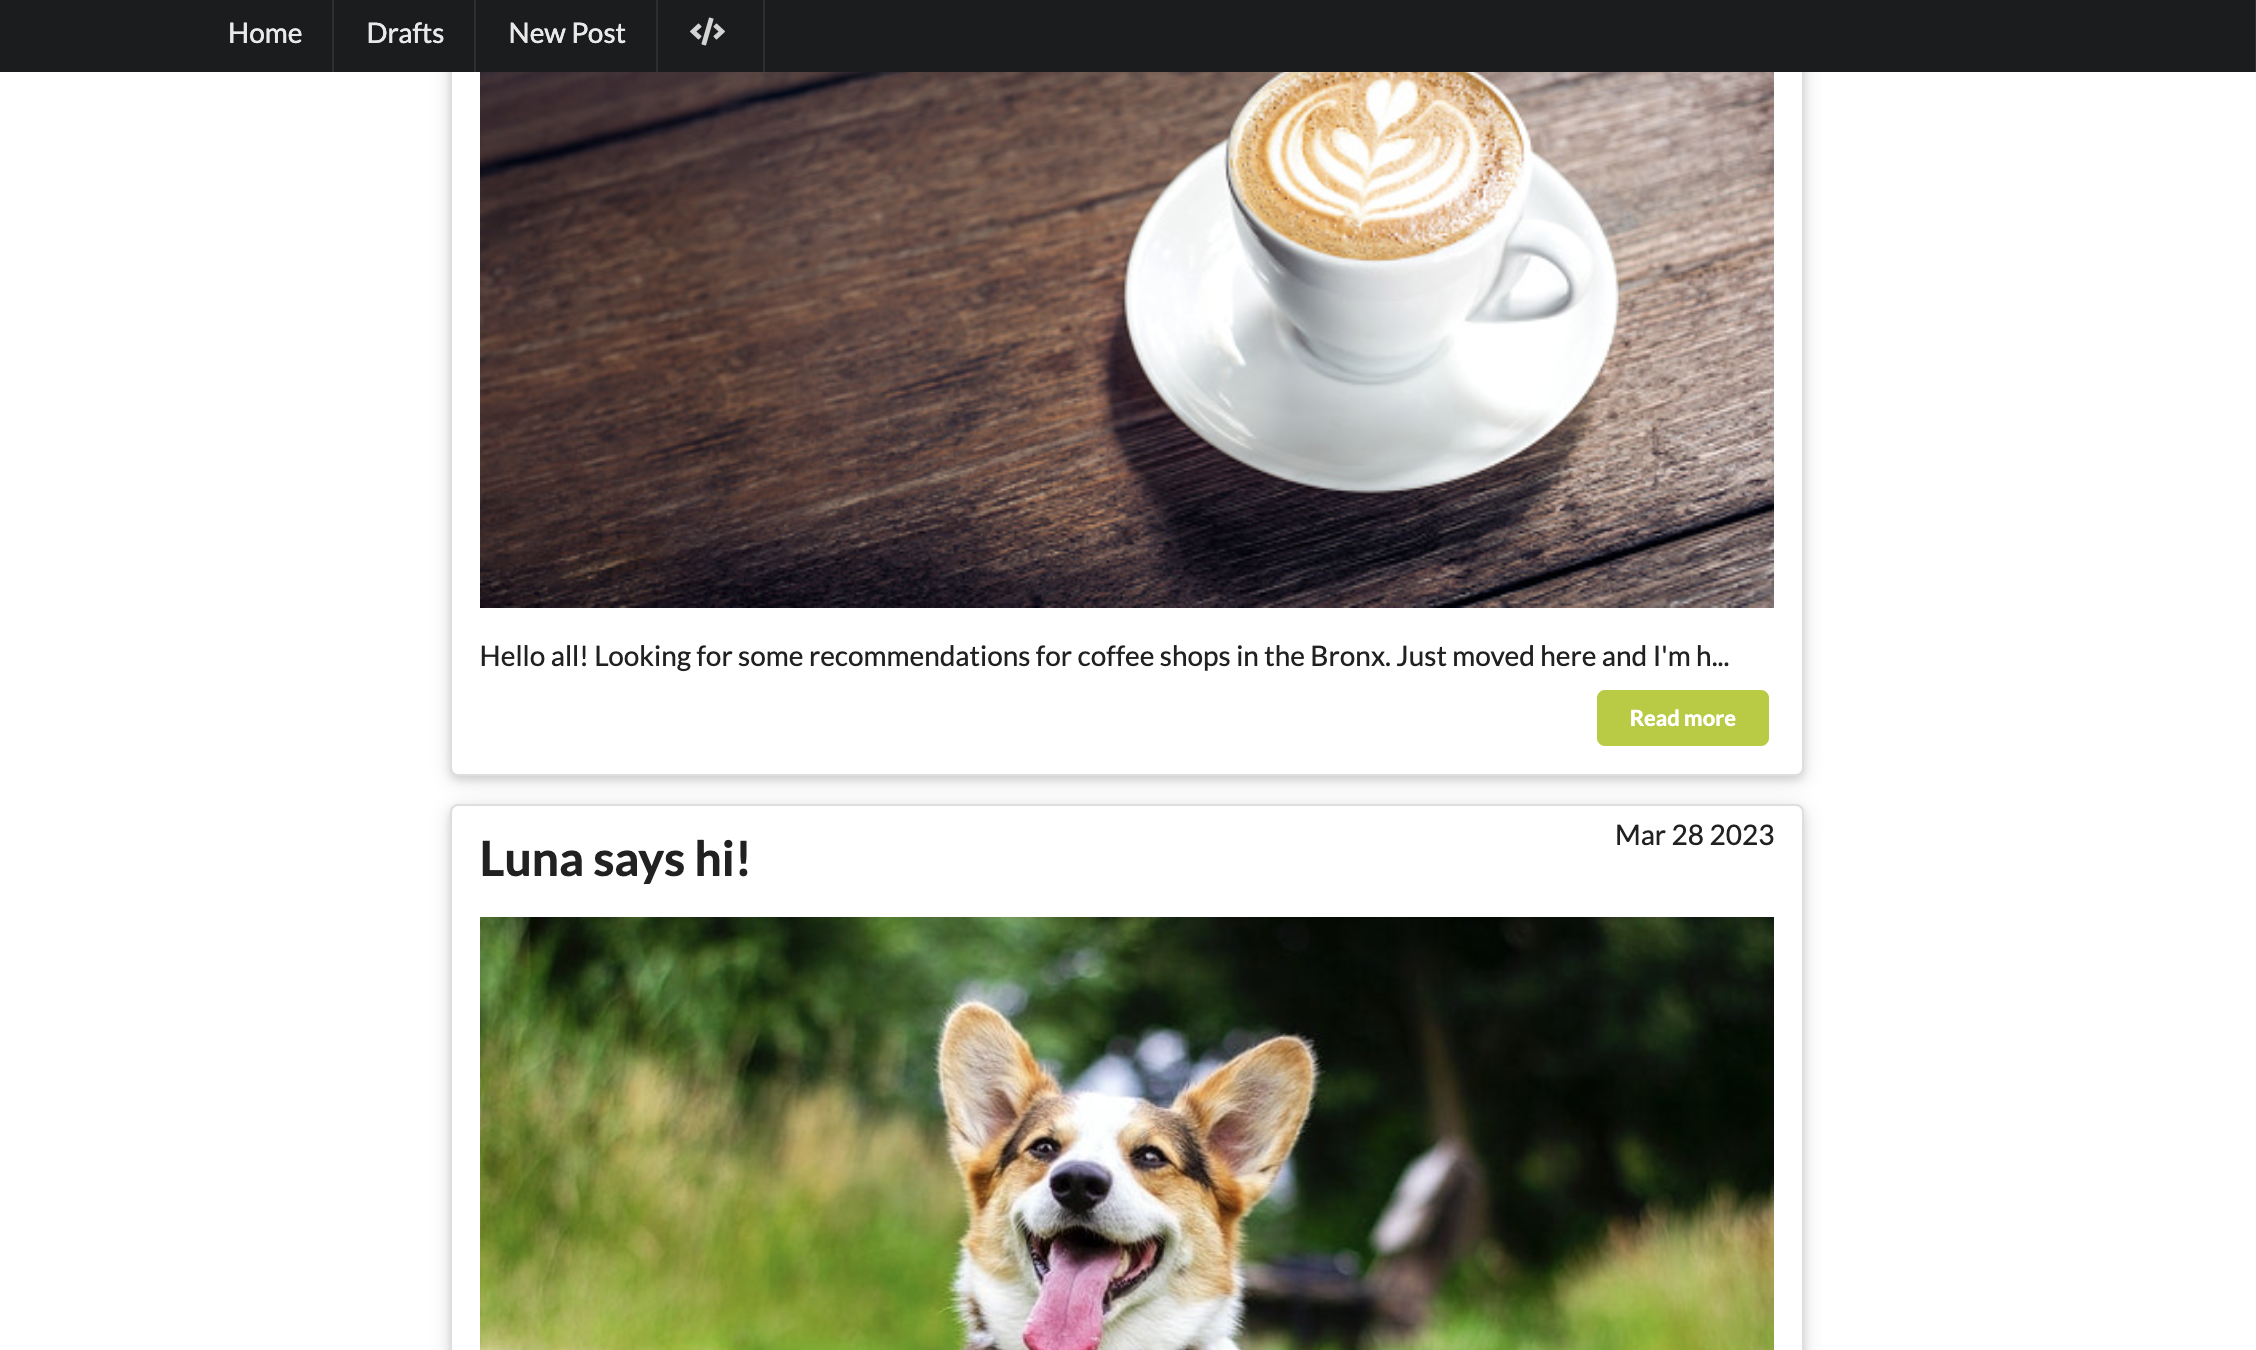 Home Drafts New Post </>
Hello all! Looking for some recommendations for coffee shops in the Bronx. Just moved here and I'm h...
Read more
Mar 28 2023
Luna says hi!